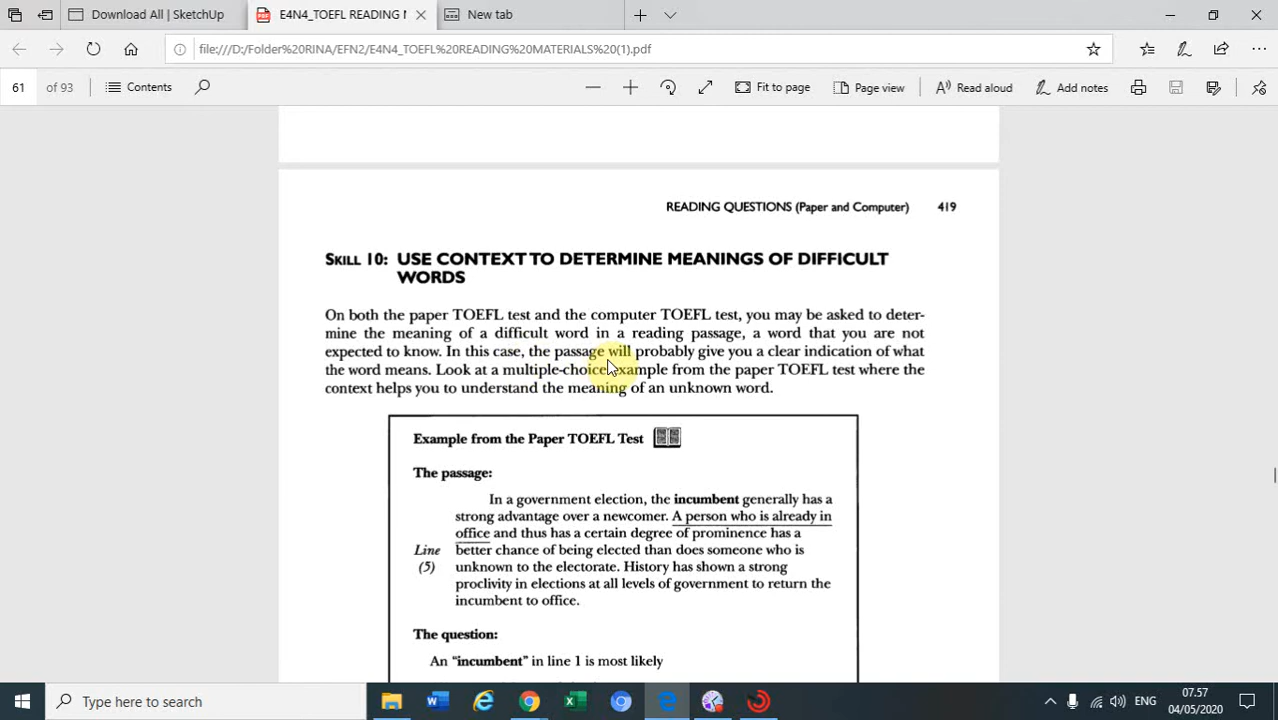 Download All | SketchUp
E4N4_TOEFL READING M
New tab
file:///D:/Folder%20RINA/EFN2/E4N4_TOEFL%20READING%20MATERIALS%20(1).pdf
61 of 93
Contents
Fit to page
Page view
Read aloud
Add notes
READING QUESTIONS (Paper and Computer) 419
SKILL 10: USE CONTEXT TO DETERMINE MEANINGS OF DIFFICULT
WORDS
On both the paper TOEFL test and the computer TOEFL test, you may be asked to deter-
mine the meaning of a difficult word in a reading passage, a word that you are not
expected to know. In this case, the passage will probably give you a clear indication of what
the word means. Look at a multiple-choice example from the paper TOEFL test where the
context helps you to understand the meaning of an unknown word.
Example from the Paper TOEFL Test
The passage:
In a government election, the incumbent generally has a
strong advantage over a newcomer. A person who is already in
office and thus has a certain degree of prominence has a
Line better chance of being elected than does someone who is
(5) unknown to the electorate. History has shown a strong
proclivity in elections at all levels of government to return the
incumbent to office.
The question:
An "incumbent" in line 1 is most likely
Type here to search
ENG
07.57
04/05/2020